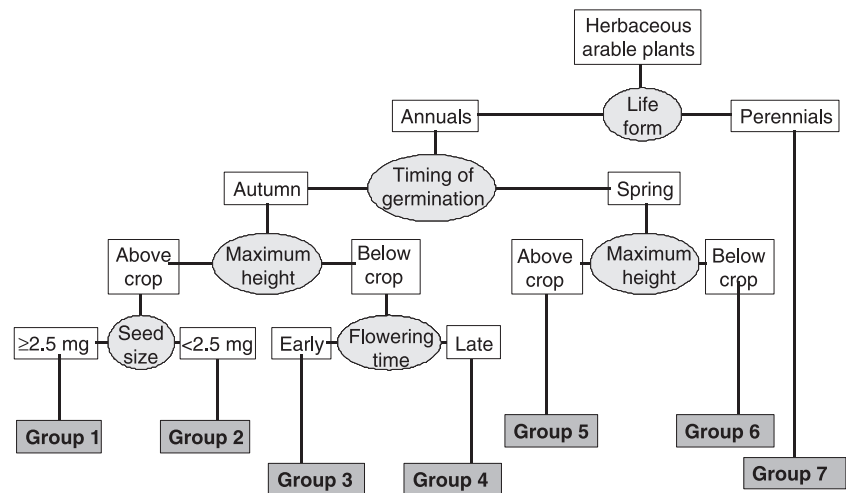 Herbaceous
arable plants
Life
form
Annuals
Perennials
Timing of
germination
Autumn
Spring
Above
crop
Maximum
height
Below
crop
Above
crop
Maximum
height
Below
crop
≥2.5 mg
Seed
size
<2.5 mg
Early
Flowering
time
Late
Group 1
Group 2
Group 3
Group 4
Group 5
Group 6
Group 7